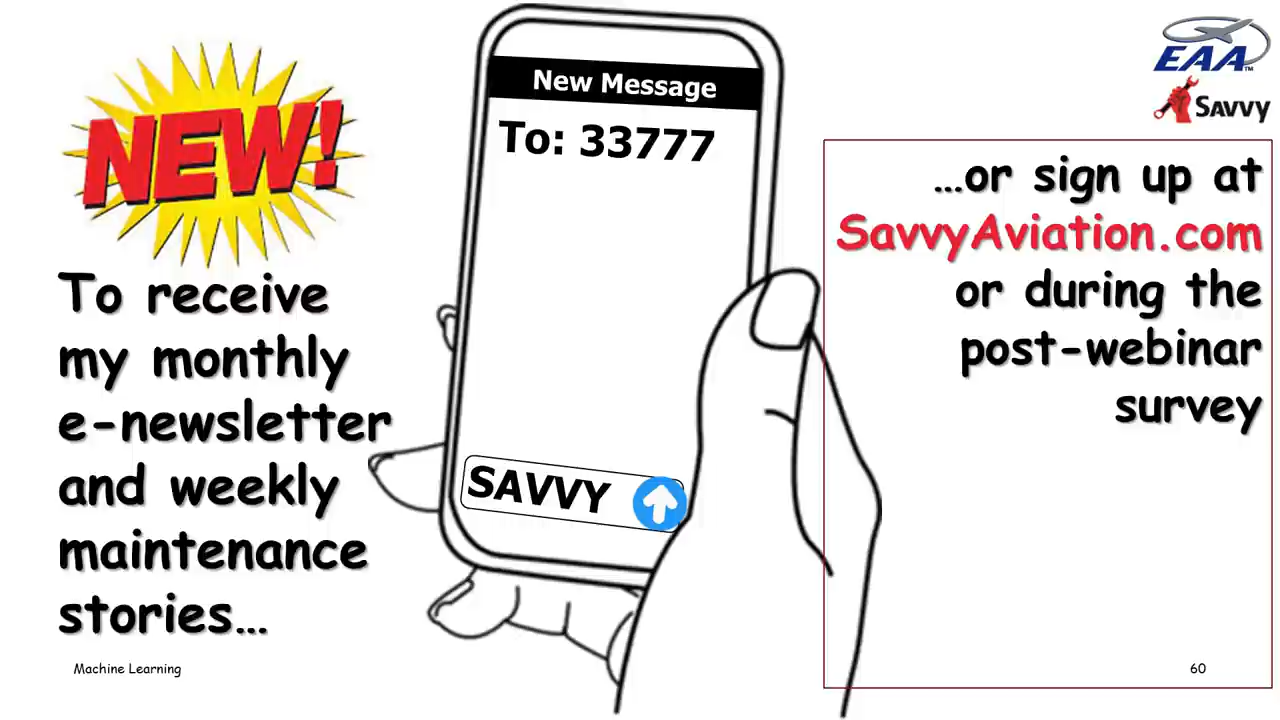 NEW!
To receive
my monthly
e-newsletter
and weekly
maintenance
stories…
New Message
To: 33777
SAVVY
EAA™
SAVVY
…or sign up at
SavvyAviation.com
or during the
post-webinar
survey
Machine Learning
60